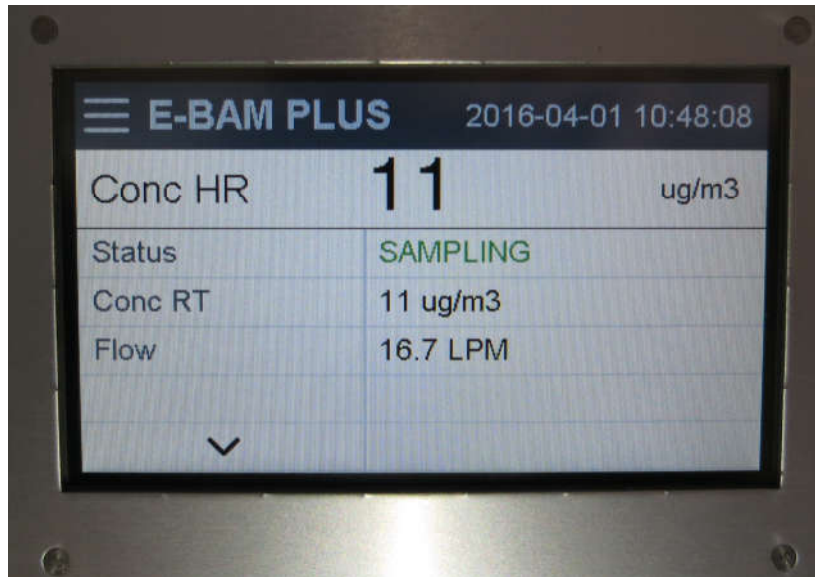 E-BAM PLUS 2016-04-01 10:48:08
Conc HR 11 ug/m3
Status SAMPLING
Conc RT 11 ug/m3
Flow 16.7 LPM